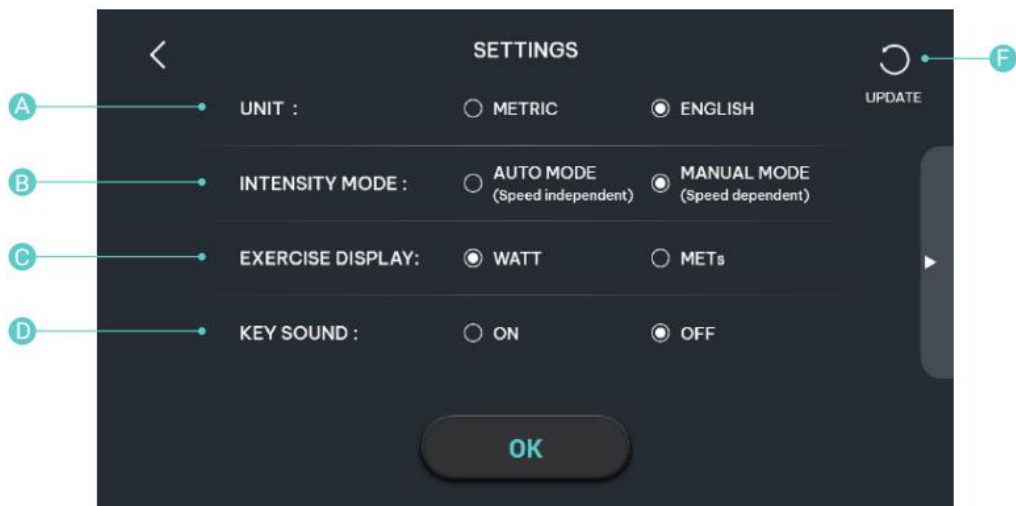 SETTINGS
F
UPDATE
A
UNIT :
METRIC
ENGLISH
B
INTENSITY MODE :
AUTO MODE
(Speed independent)
MANUAL MODE
(Speed dependent)
C
EXERCISE DISPLAY:
WATT
METs
D
KEY SOUND :
ON
OFF
OK